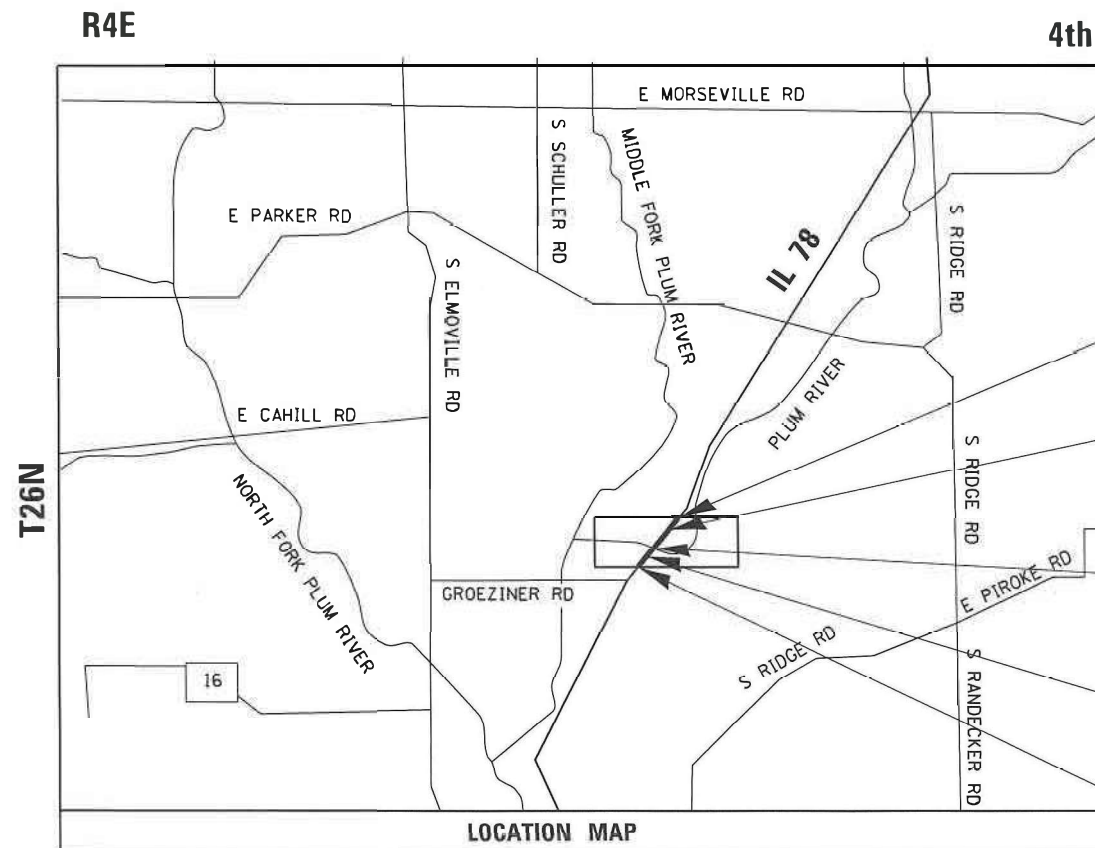 R4E
4th
E MORSEVILLE RD
S SCHULLER RD
MIDDLE FORK PLUM RIVER
E PARKER RD
S RIDGE RD
IL 78
S ELMOVILLE RD
PLUM RIVER
E CAHILL RD
T26N
S RIDGE RD
NORTH FORK PLUM RIVER
GROEZINER RD
E PIROKE RD
S RIDGE RD
16
S RANDECKER RD
LOCATION MAP